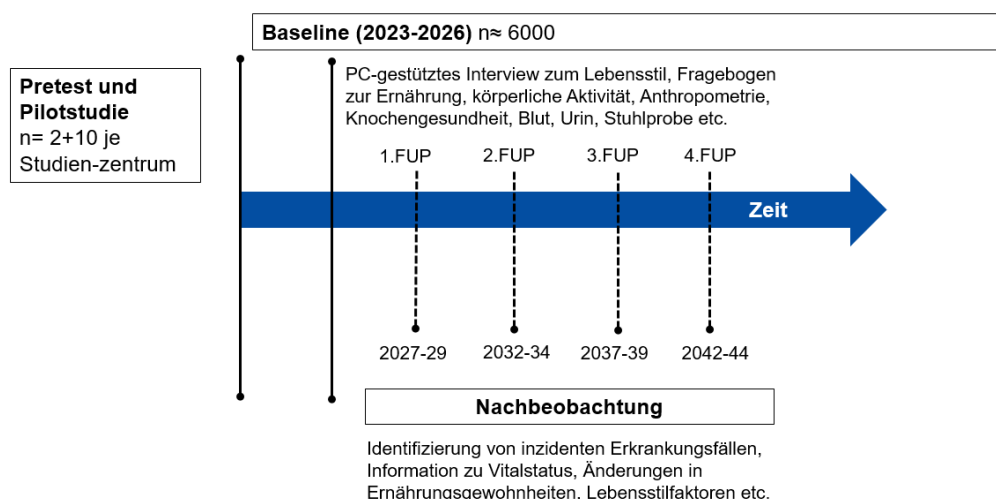 Baseline (2023-2026) n≈ 6000
Pretest und
Pilotstudie
n= 2+10 je
Studien-zentrum
PC-gestütztes Interview zum Lebensstil, Fragebogen
zur Ernährung, körperliche Aktivität, Anthropometrie,
Knochengesundheit, Blut, Urin, Stuhlprobe etc.
1.FUP 2.FUP 3.FUP 4.FUP
Zeit
2027-29 2032-34 2037-39 2042-44
Nachbeobachtung
Identifizierung von inzidenten Erkrankungsfällen,
Information zu Vitalstatus, Änderungen in
Ernährungsgewohnheiten, Lebensstilfaktoren etc.